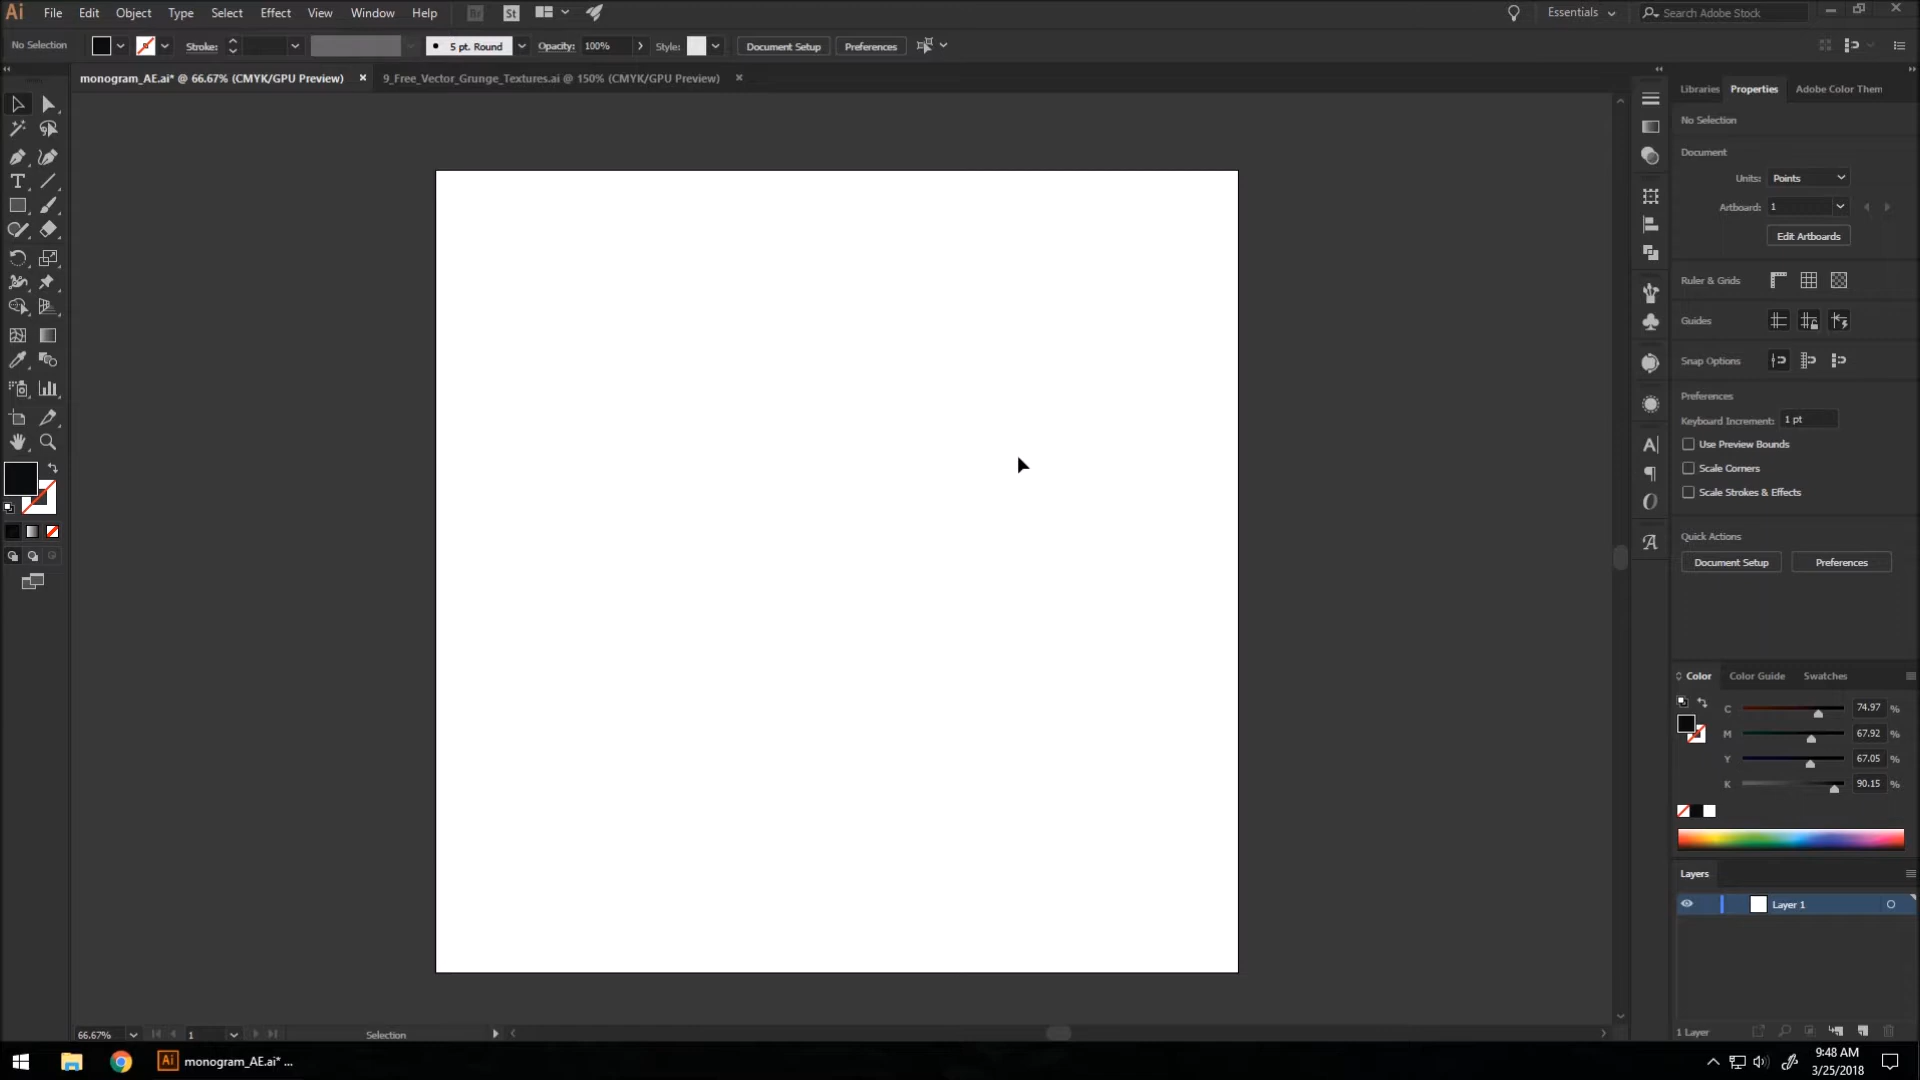 Ai File Edit Object Type Select Effect View Window Help Br St Essentials Search Adobe Stock
No Selection Stroke: 5 pt. Round Opacity: 100% Style: Document Setup Preferences
monogram_AE.ai* @ 66.67% (CMYK/GPU Preview) × 9_Free_Vector_Grunge_Textures.ai @ 150% (CMYK/GPU Preview) ×
Libraries Properties Adobe Color Them
No Selection
Document
Units: Points
Artboard: 1
Edit Artboards
Ruler & Grids
Guides
Snap Options
Preferences
Keyboard Increment: 1 pt
Use Preview Bounds
Scale Corners
Scale Strokes & Effects
Quick Actions
Document Setup Preferences
Color Color Guide Swatches
C 74.97 %
M 67.92 %
Y 67.05 %
K 90.15 %
Layers
Layer 1
1 Layer
66.67% 1 Selection
Ai monogram_AE.ai* ...
9:48 AM
3/25/2018